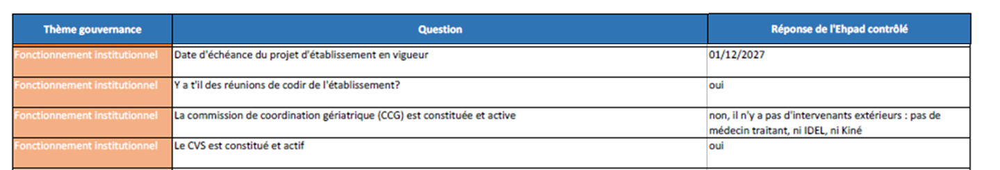 Thème gouvernance Question Réponse de l'Ehpad contrôlé
Fonctionnement institutionnel Date d'échéance du projet d'établissement en vigueur 01/12/2027
Fonctionnement institutionnel Y a t'il des réunions de codir de l'établissement? oui
Fonctionnement institutionnel La commission de coordination gériatrique (CCG) est constituée et active non, il n'y a pas d'intervenants extérieurs : pas de
médecin traitant, ni IDEL, ni Kiné
Fonctionnement institutionnel Le CVS est constitué et actif oui